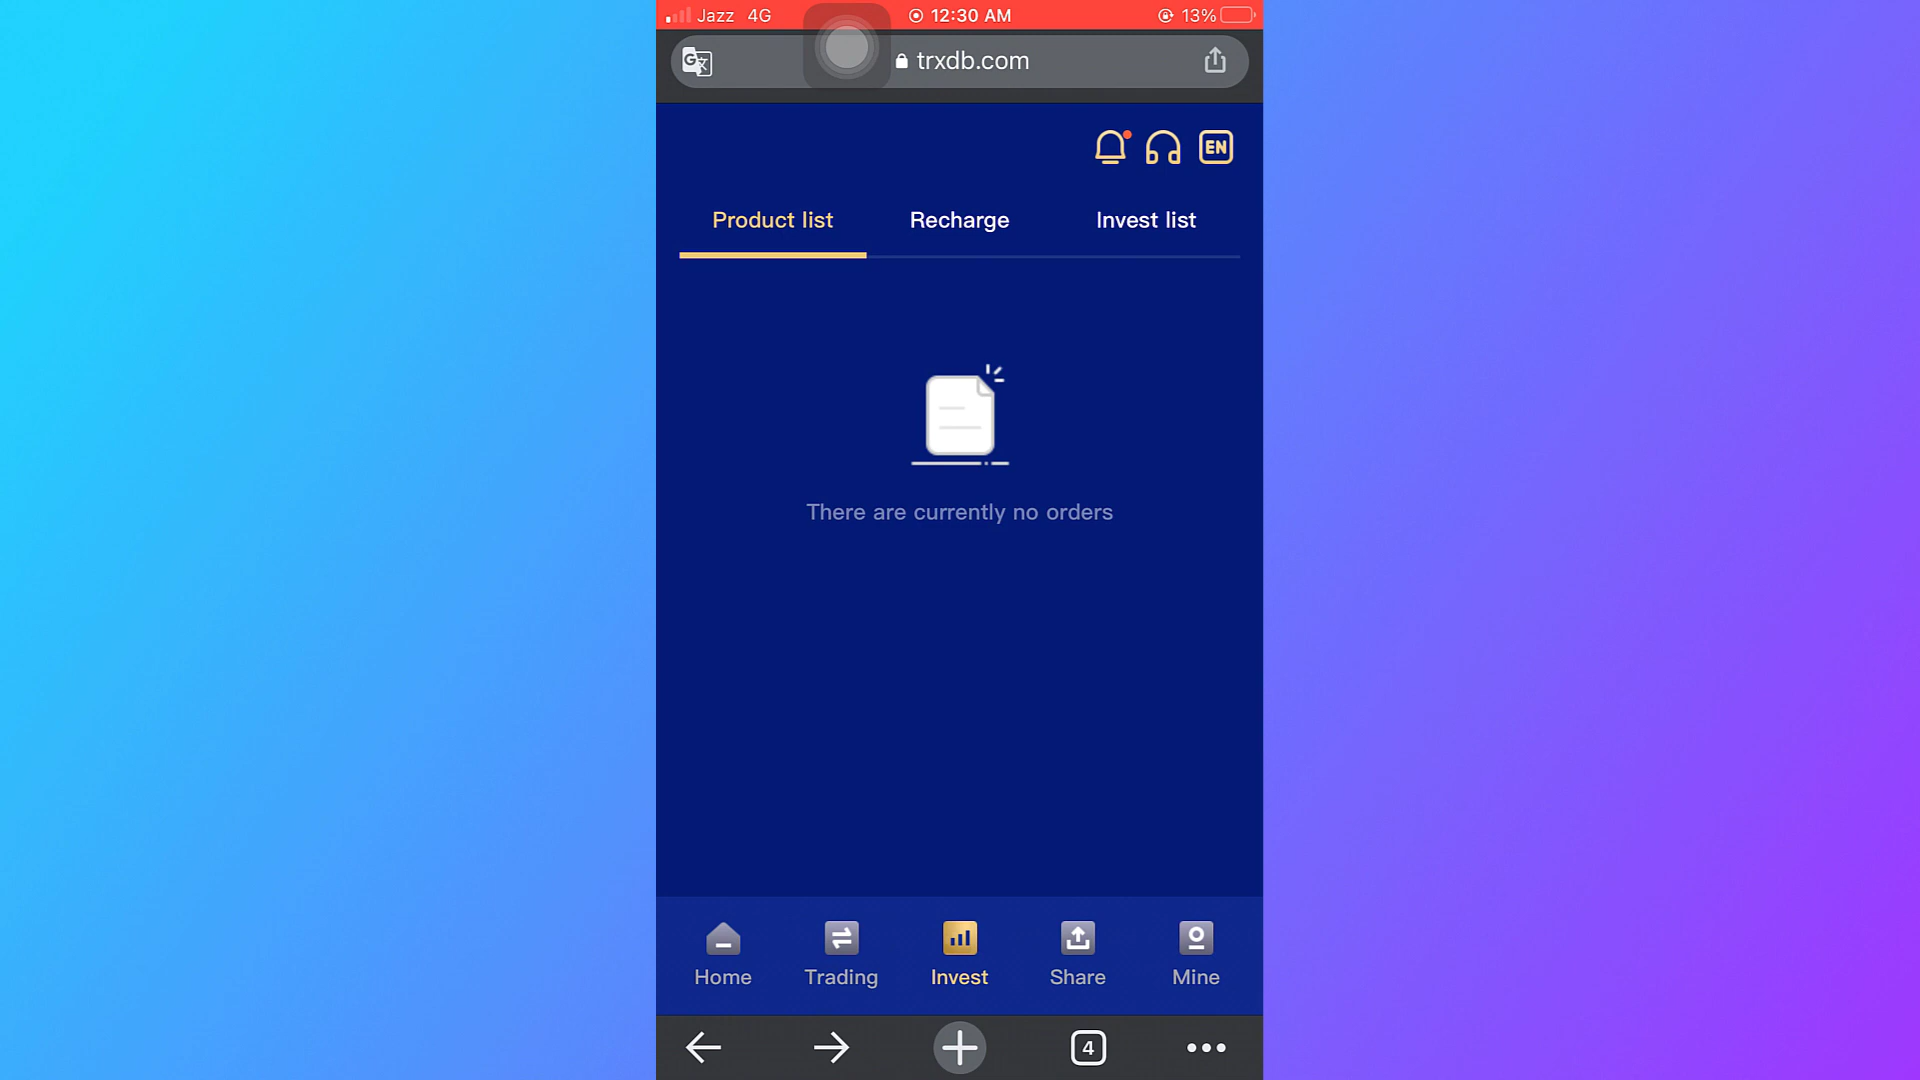 Jazz 4G 12:30 AM 13%
trxdb.com
EN
Product list Recharge Invest list
There are currently no orders
Home Trading Invest Share Mine
4